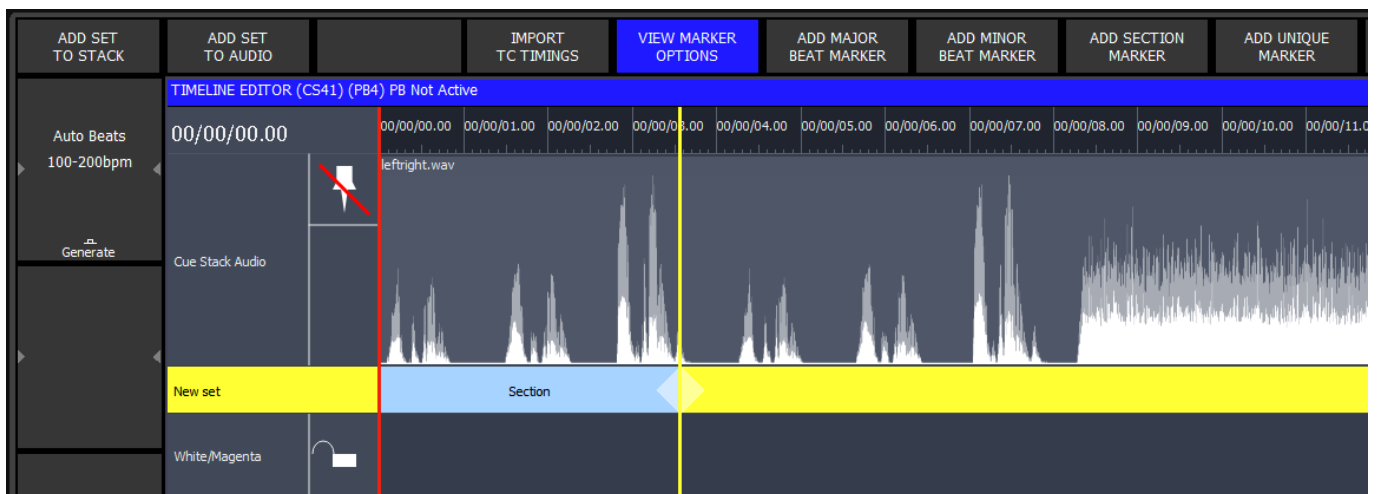 ADD SET
TO STACK
ADD SET
TO AUDIO
IMPORT
TC TIMINGS
VIEW MARKER
OPTIONS
ADD MAJOR
BEAT MARKER
ADD MINOR
BEAT MARKER
ADD SECTION
MARKER
ADD UNIQUE
MARKER
TIMELINE EDITOR (CS41) (PB4) PB Not Active
Auto Beats
100-200bpm
Generate
00/00/00.00
00/00/00.00 00/00/01.00 00/00/02.00 00/00/03.00 00/00/04.00 00/00/05.00 00/00/06.00 00/00/07.00 00/00/08.00 00/00/09.00 00/00/10.00 00/00/11.0
leftright.wav
Cue Stack Audio
New set
Section
White/Magenta